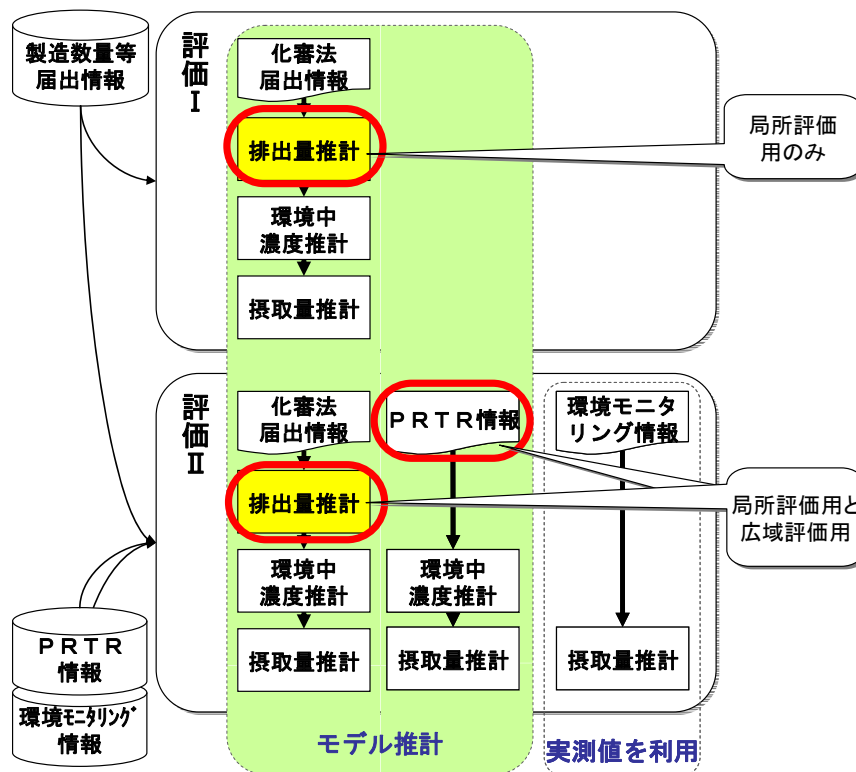 製造数量等
届出情報
評価Ⅰ
化審法
届出情報
排出量推計
環境中
濃度推計
摂取量推計
局所評価
用のみ
評価Ⅱ
化審法
届出情報
排出量推計
環境中
濃度推計
摂取量推計
ＰＲＴＲ情報
環境中
濃度推計
摂取量推計
環境モニタ
リング情報
摂取量推計
局所評価用と
広域評価用
ＰＲＴＲ
情報
環境ﾓﾆﾀﾘﾝｸﾞ
情報
モデル推計
実測値を利用